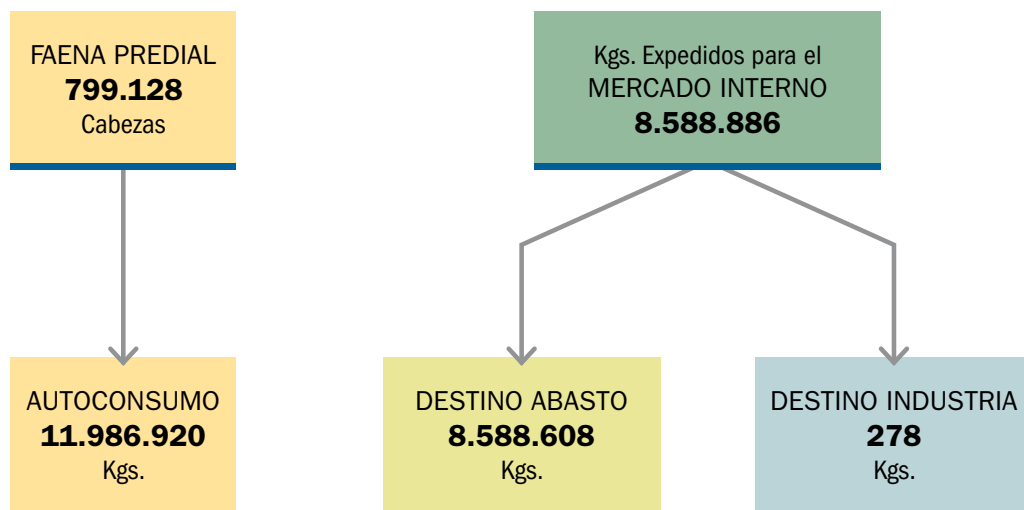 FAENA PREDIAL
799.128
Cabezas
Kgs. Expedidos para el
MERCADO INTERNO
8.588.886
AUTOCONSUMO
11.986.920
Kgs.
DESTINO ABASTO
8.588.608
Kgs.
DESTINO INDUSTRIA
278
Kgs.